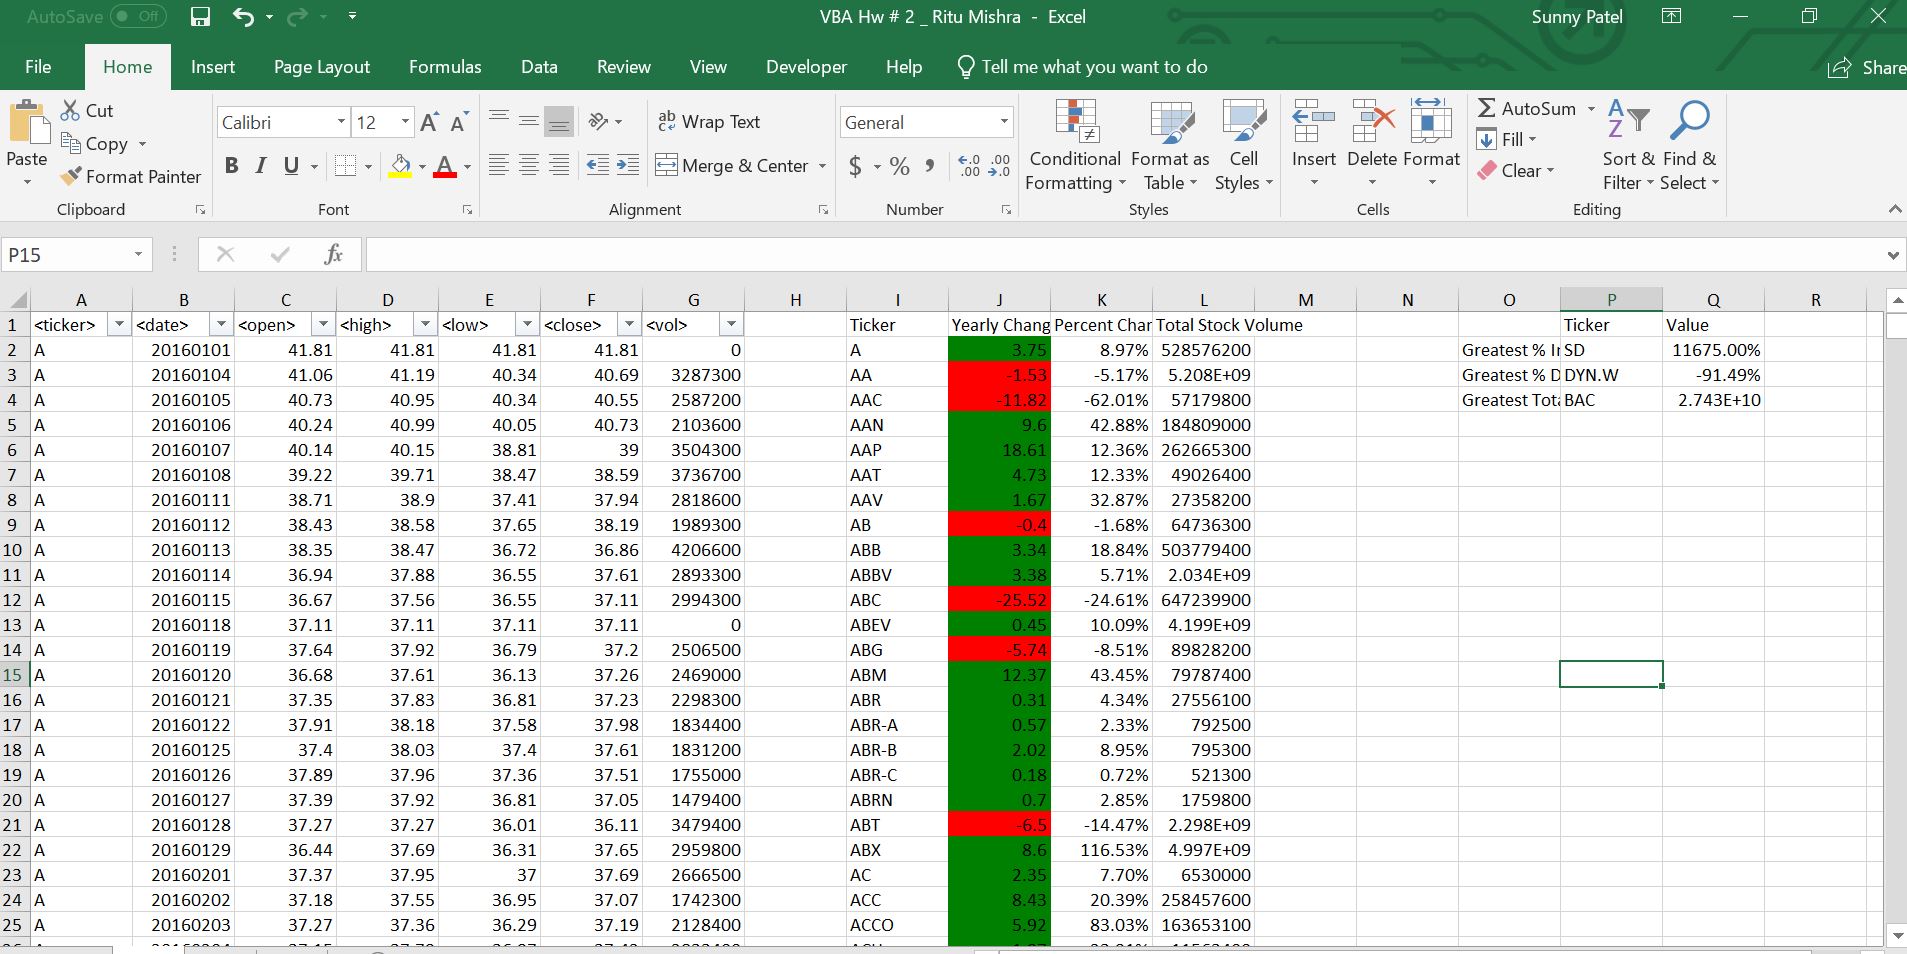 AutoSave Off VBA Hw # 2 _ Ritu Mishra - Excel Sunny Patel
File Home Insert Page Layout Formulas Data Review View Developer Help Tell me what you want to do Share
Paste Cut Copy Format Painter Clipboard
Calibri 12 A A B I U A Font
ab c Wrap Text Merge & Center Alignment
General $ % , .0 .00 .00 .0 Number
Conditional Formatting Format as Table Cell Styles Styles
Insert Delete Format Cells
AutoSum Fill Clear AZ Sort & Filter Find & Select Editing
P15 fx
A B C D E F G H I J K L M N O P Q R
1 <ticker> <date> <open> <high> <low> <close> <vol> Ticker Yearly Chang Percent Char Total Stock Volume Ticker Value
2 A 20160101 41.81 41.81 41.81 41.81 0 A 3.75 8.97% 528576200 Greatest % I SD 11675.00%
3 A 20160104 41.06 41.19 40.34 40.69 3287300 AA -1.53 -5.17% 5.208E+09 Greatest % D DYN.W -91.49%
4 A 20160105 40.73 40.95 40.34 40.55 2587200 AAC -11.82 -62.01% 57179800 Greatest Tota BAC 2.743E+10
5 A 20160106 40.24 40.99 40.05 40.73 2103600 AAN 9.6 42.88% 184809000
6 A 20160107 40.14 40.15 38.81 39 3504300 AAP 18.61 12.36% 262665300
7 A 20160108 39.22 39.71 38.47 38.59 3736700 AAT 4.73 12.33% 49026400
8 A 20160111 38.71 38.9 37.41 37.94 2818600 AAV 1.67 32.87% 27358200
9 A 20160112 38.43 38.58 37.65 38.19 1989300 AB -0.4 -1.68% 64736300
10 A 20160113 38.35 38.47 36.72 36.86 4206600 ABB 3.34 18.84% 503779400
11 A 20160114 36.94 37.88 36.55 37.61 2893300 ABBV 3.38 5.71% 2.034E+09
12 A 20160115 36.67 37.56 36.55 37.11 2994300 ABC -25.52 -24.61% 647239900
13 A 20160118 37.11 37.11 37.11 37.11 0 ABEV 0.45 10.09% 4.199E+09
14 A 20160119 37.64 37.92 36.79 37.2 2506500 ABG -5.74 -8.51% 89828200
15 A 20160120 36.68 37.61 36.13 37.26 2469000 ABM 12.37 43.45% 79787400
16 A 20160121 37.35 37.83 36.81 37.23 2298300 ABR 0.31 4.34% 27556100
17 A 20160122 37.91 38.18 37.58 37.98 1834400 ABR-A 0.57 2.33% 792500
18 A 20160125 37.4 38.03 37.4 37.61 1831200 ABR-B 2.02 8.95% 795300
19 A 20160126 37.89 37.96 37.36 37.51 1755000 ABR-C 0.18 0.72% 521300
20 A 20160127 37.39 37.92 36.81 37.05 1479400 ABRN 0.7 2.85% 1759800
21 A 20160128 37.27 37.27 36.01 36.11 3479400 ABT -6.5 -14.47% 2.298E+09
22 A 20160129 36.44 37.69 36.31 37.65 2959800 ABX 8.6 116.53% 4.997E+09
23 A 20160201 37.37 37.95 37 37.69 2666500 AC 2.35 7.70% 6530000
24 A 20160202 37.18 37.55 36.95 37.07 1742300 ACC 8.43 20.39% 258457600
25 A 20160203 37.27 37.36 36.29 37.19 2128400 ACCO 5.92 83.03% 163653100